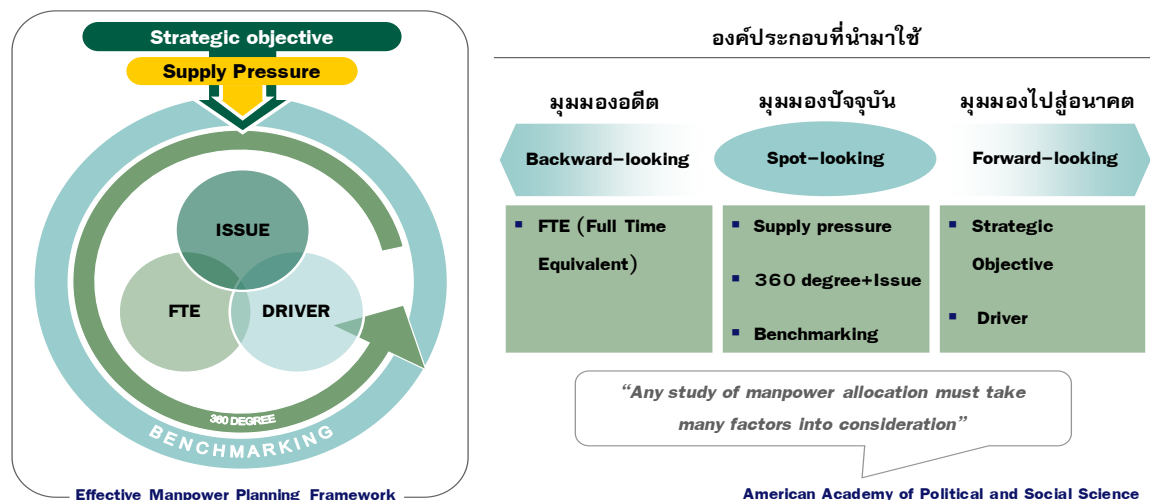 Strategic objective
Supply Pressure
ISSUE
FTE
DRIVER
360 DEGREE
BENCHMARKING
Effective Manpower Planning Framework
องค์ประกอบที่นำมาใช้
มุมมองอดีต
มุมมองปัจจุบัน
มุมมองไปสู่อนาคต
Backward-looking
Spot-looking
Forward-looking
▪ FTE (Full Time
Equivalent)
▪ Supply pressure
▪ 360 degree+Issue
▪ Benchmarking
▪ Strategic
Objective
▪ Driver
“Any study of manpower allocation must take
many factors into consideration”
American Academy of Political and Social Science